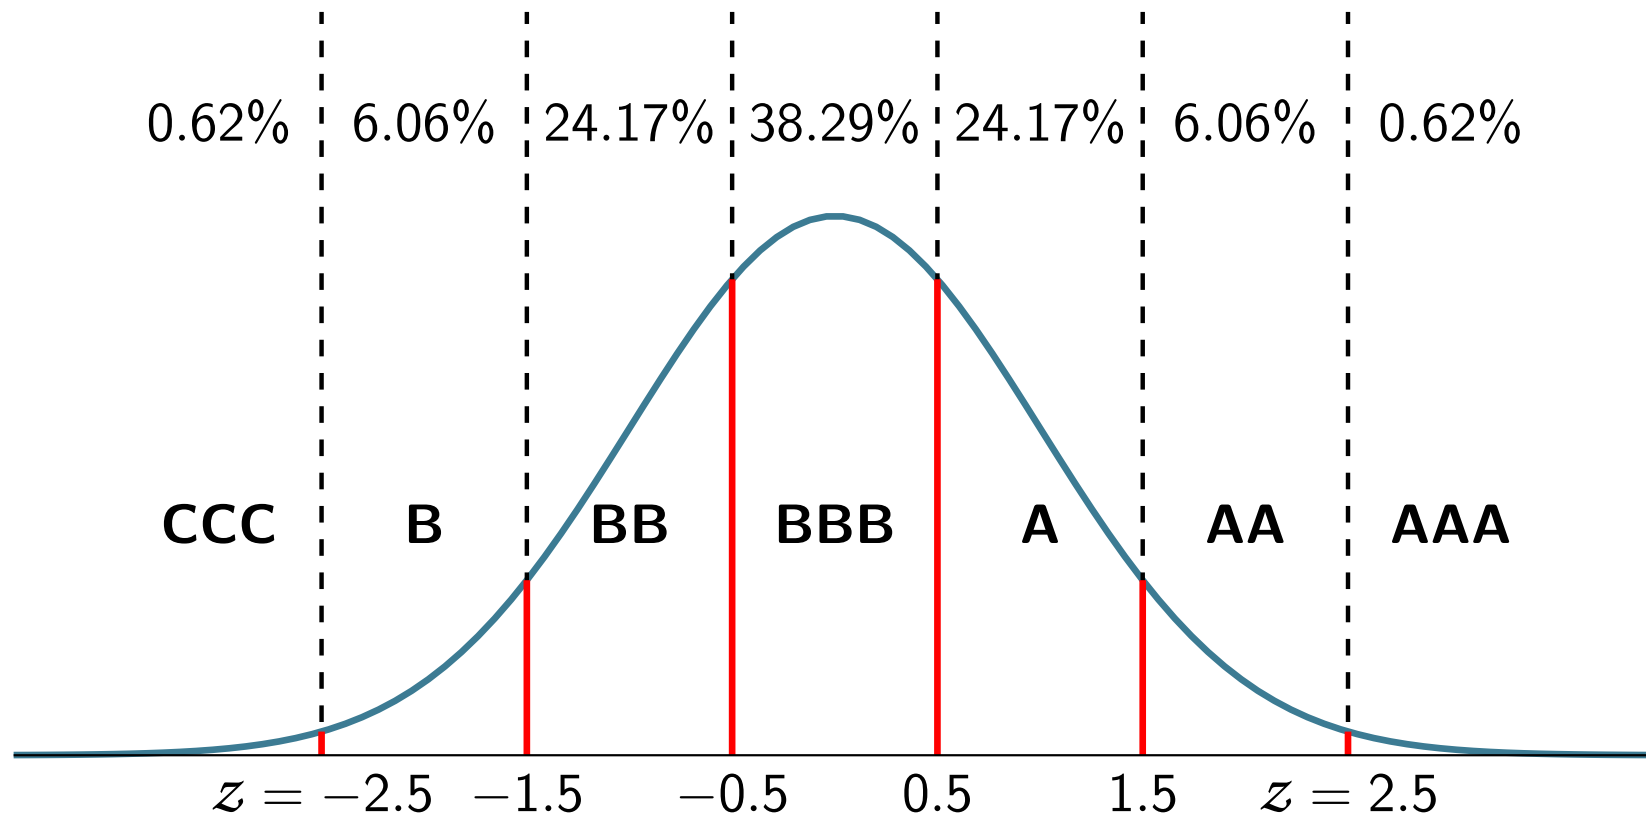 0.62% 6.06% 24.17% 38.29% 24.17% 6.06% 0.62%
CCC B BB BBB A AA AAA
z = −2.5 −1.5 −0.5 0.5 1.5 z = 2.5